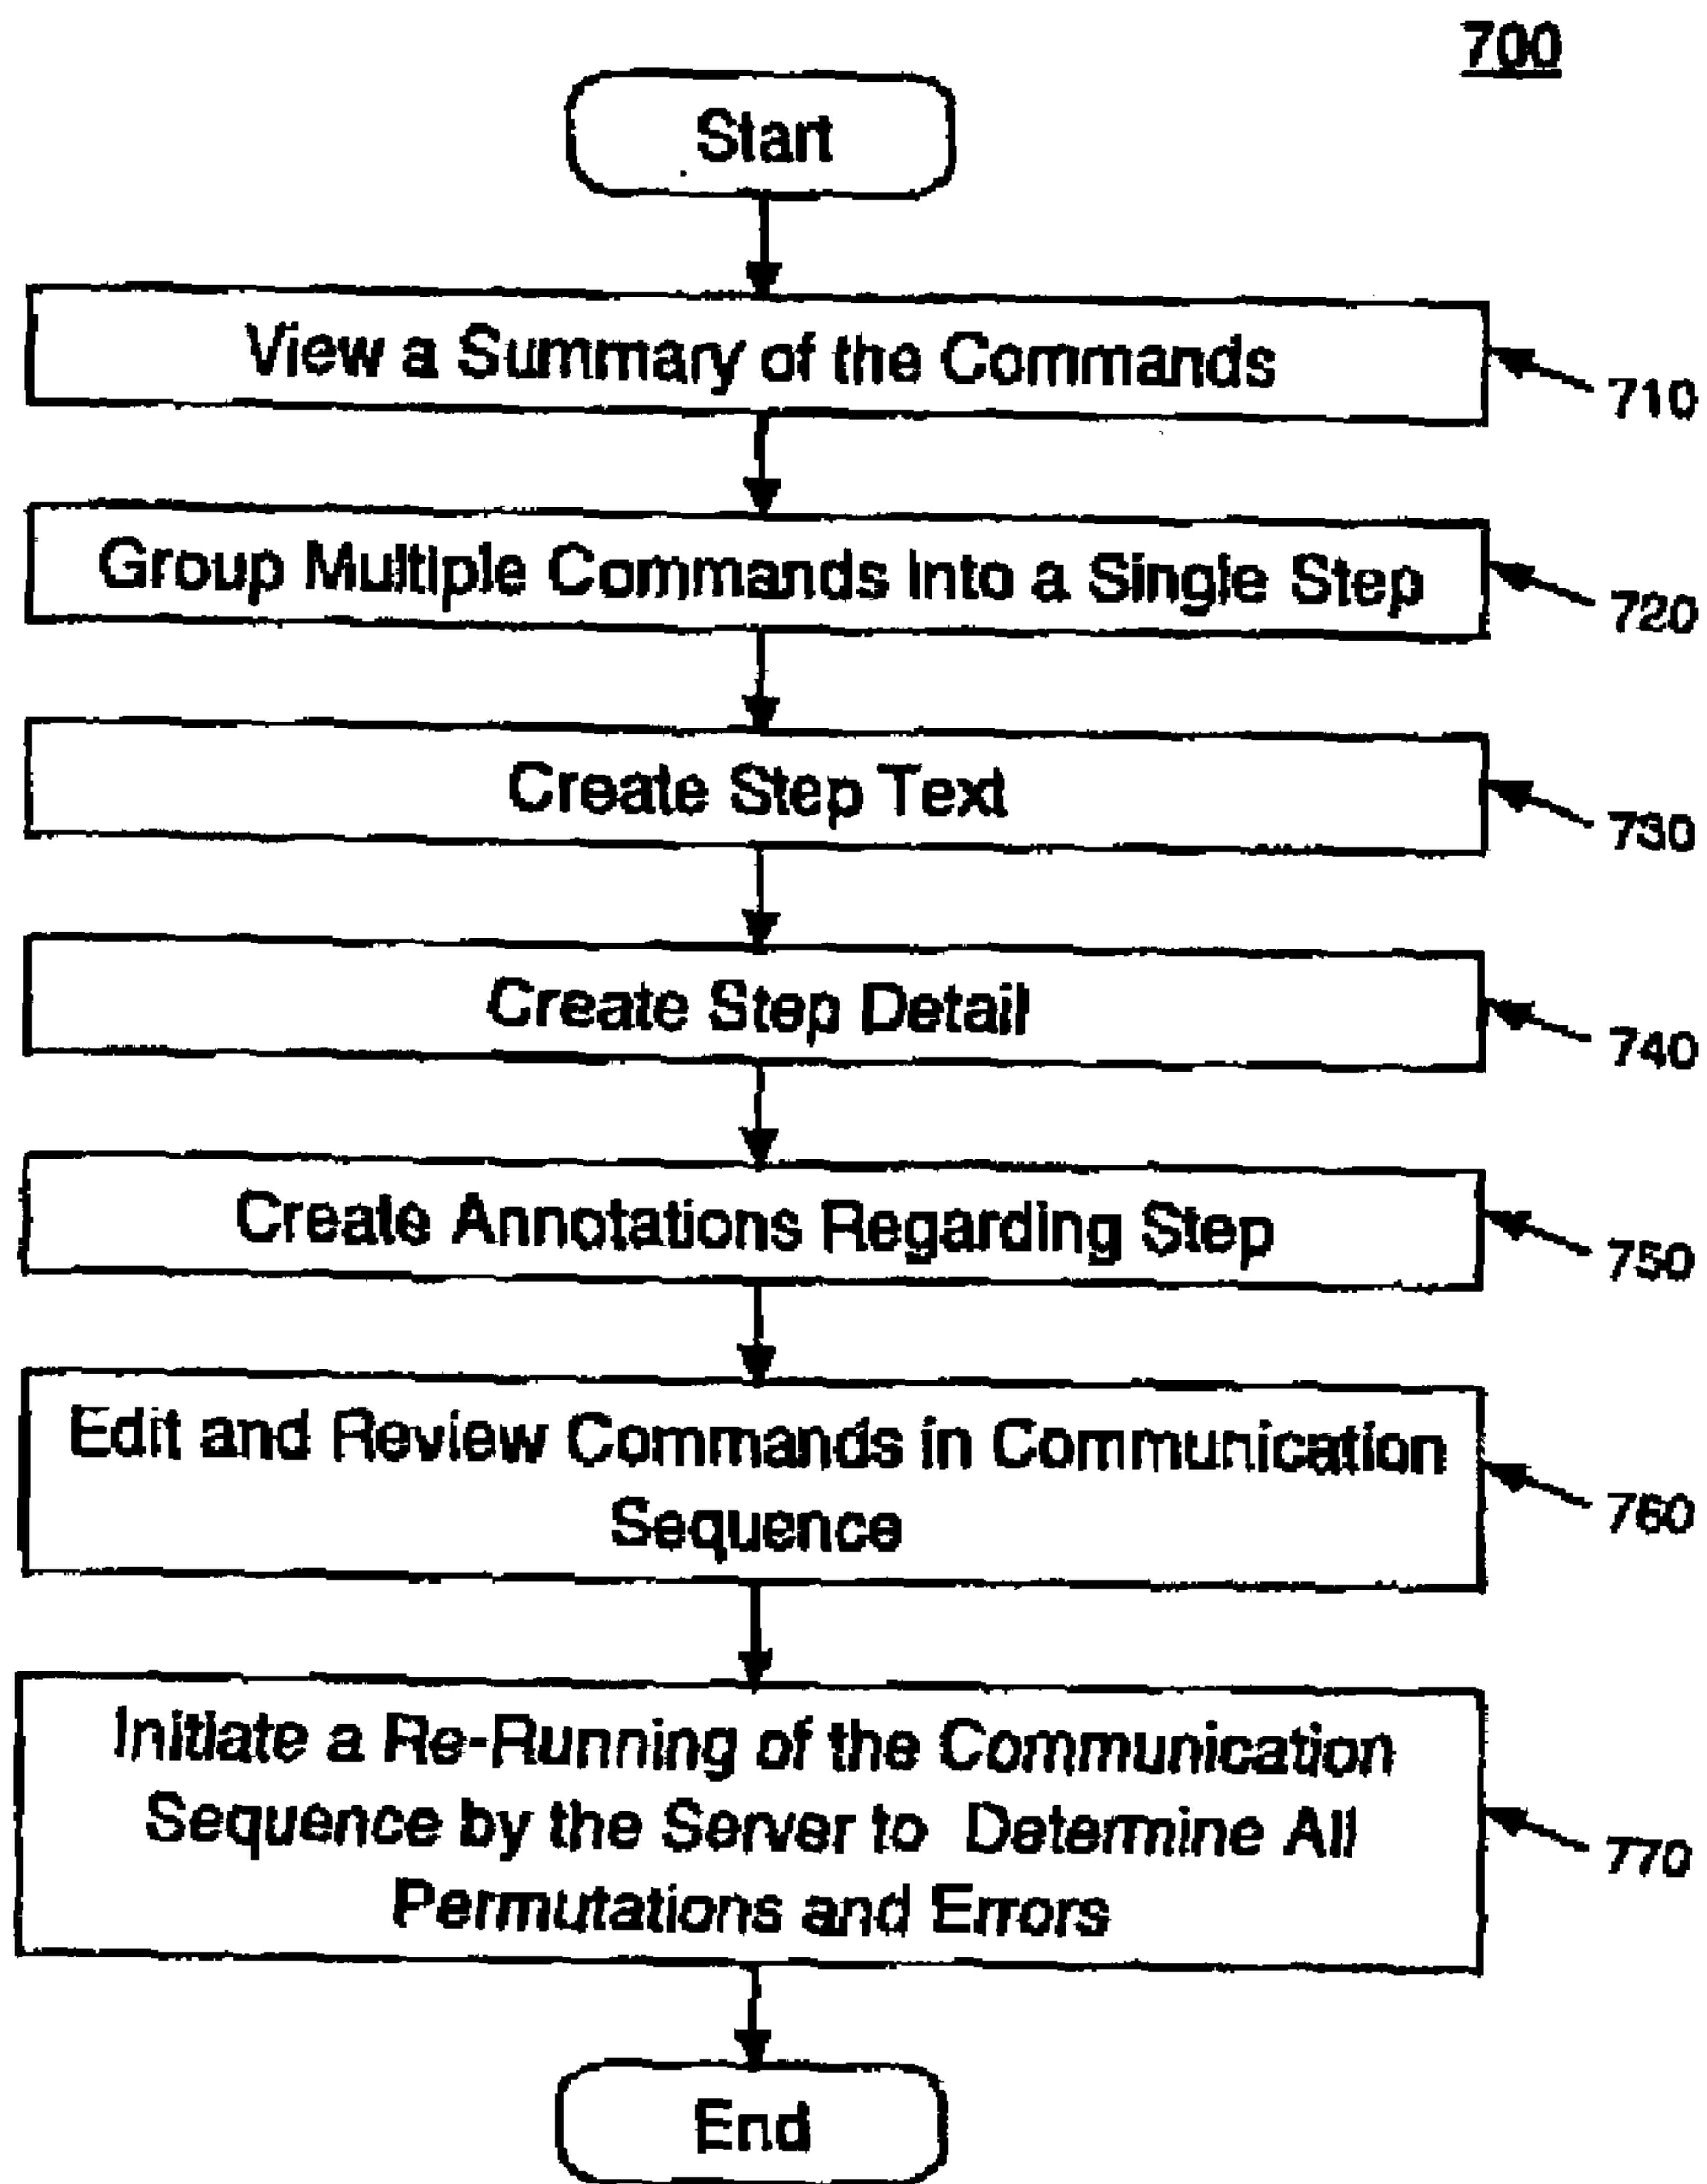 700
Start
View a Summary of the Commands
710
Group Multiple Commands Into a Single Step
720
Create Step Text
730
Create Step Detail
740
Create Annotations Regarding Step
750
Edit and Review Commands in Communication
Sequence
760
Initiate a Re-Running of the Communication
Sequence by the Server to Determine All
Permutations and Errors
770
End